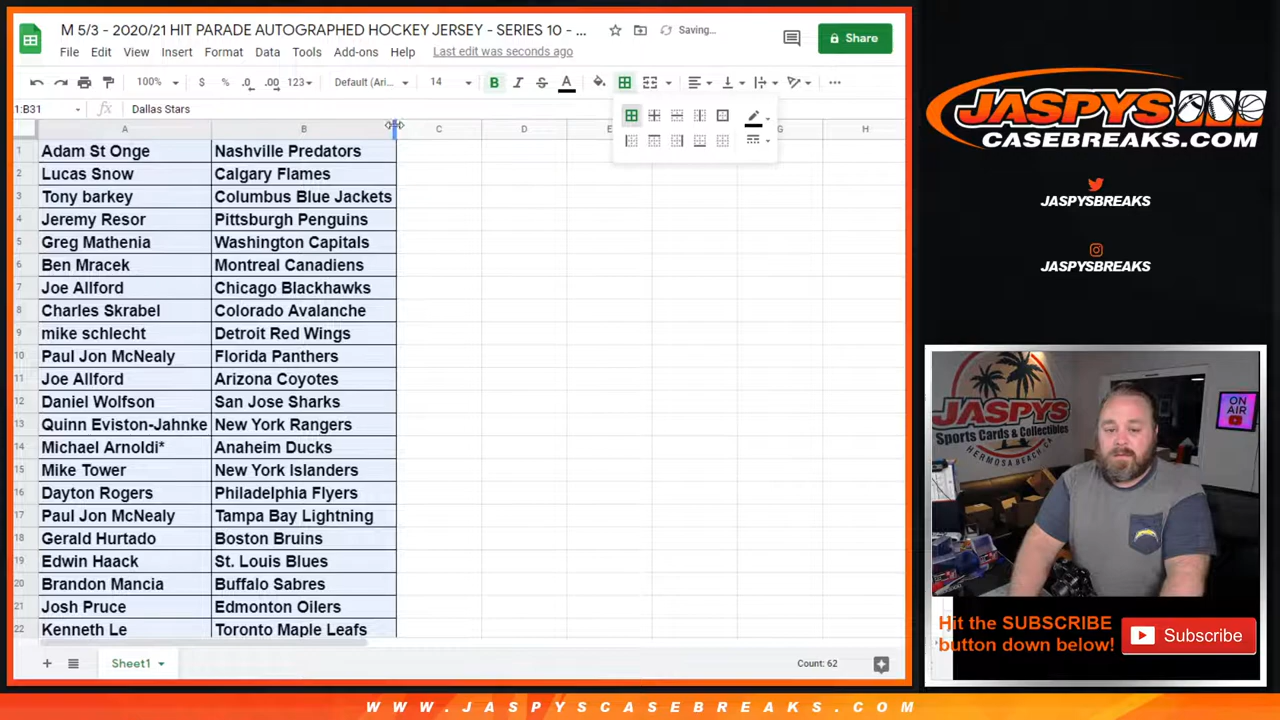 M 5/3 - 2020/21 HIT PARADE AUTOGRAPHED HOCKEY JERSEY - SERIES 10 - ...
Saving...
Share
File Edit View Insert Format Data Tools Add-ons Help Last edit was seconds ago
100% $ % .0 .00 123 Default (Ari... 14 B I S A
1:B31 fx Dallas Stars
A B C D E G H
1 Adam St Onge Nashville Predators
2 Lucas Snow Calgary Flames
3 Tony barkey Columbus Blue Jackets
4 Jeremy Resor Pittsburgh Penguins
5 Greg Mathenia Washington Capitals
6 Ben Mracek Montreal Canadiens
7 Joe Allford Chicago Blackhawks
8 Charles Skrabel Colorado Avalanche
9 mike schlecht Detroit Red Wings
10 Paul Jon McNealy Florida Panthers
11 Joe Allford Arizona Coyotes
12 Daniel Wolfson San Jose Sharks
13 Quinn Eviston-Jahnke New York Rangers
14 Michael Arnoldi* Anaheim Ducks
15 Mike Tower New York Islanders
16 Dayton Rogers Philadelphia Flyers
17 Paul Jon McNealy Tampa Bay Lightning
18 Gerald Hurtado Boston Bruins
19 Edwin Haack St. Louis Blues
20 Brandon Mancia Buffalo Sabres
21 Josh Pruce Edmonton Oilers
22 Kenneth Le Toronto Maple Leafs
Sheet1
Count: 62
JASPYS
CASEBREAKS.COM
JASPYSBREAKS
JASPYSBREAKS
JASPYS
Sports Cards & Collectibles
HERMOSA BEACH, CA
ON
AIR
Hit the SUBSCRIBE
button down below!
Subscribe
WWW.JASPYSCASEBREAKS.COM